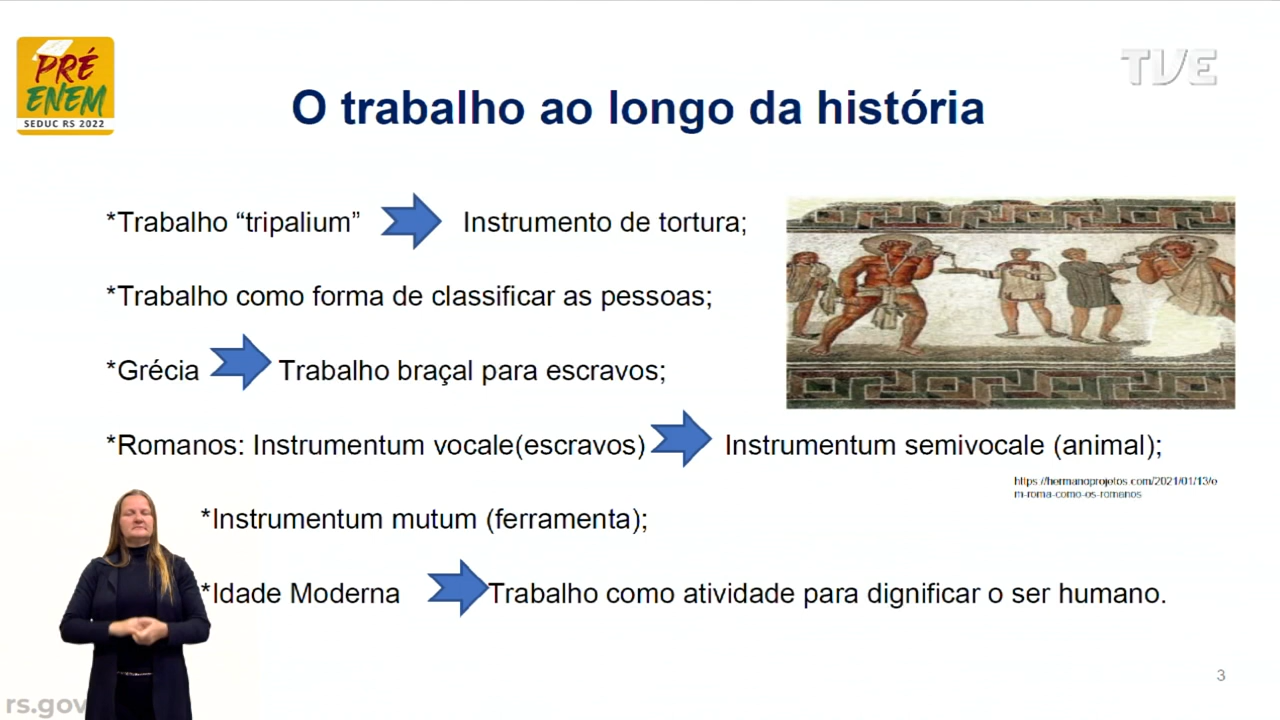 PRÉ
ENEM
SEDUC RS 2022
TVE
O trabalho ao longo da história
*Trabalho “tripalium” Instrumento de tortura;
*Trabalho como forma de classificar as pessoas;
*Grécia Trabalho braçal para escravos;
*Romanos: Instrumentum vocale(escravos) Instrumentum semivocale (animal);
https://hermanoprojetos.com/2021/01/13/e
m-roma-como-os-romanos
*Instrumentum mutum (ferramenta);
*Idade Moderna Trabalho como atividade para dignificar o ser humano.
3
rs.gov